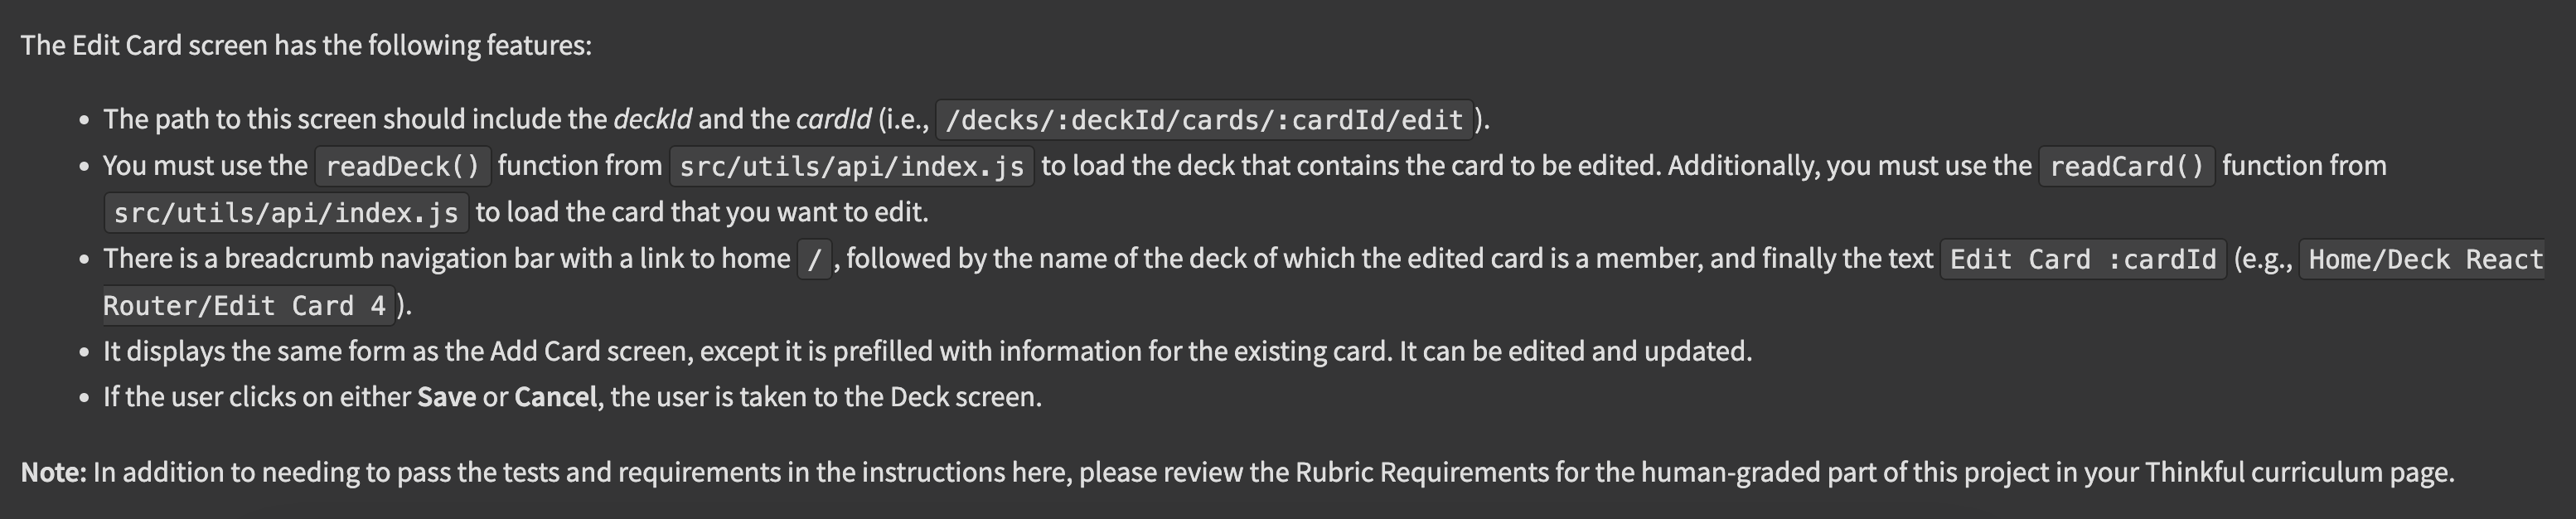 The Edit Card screen has the following features:
• The path to this screen should include the deckId and the cardId (i.e., /decks/:deckId/cards/:cardId/edit ).
• You must use the readDeck() function from src/utils/api/index.js to load the deck that contains the card to be edited. Additionally, you must use the readCard() function from
src/utils/api/index.js to load the card that you want to edit.
• There is a breadcrumb navigation bar with a link to home / , followed by the name of the deck of which the edited card is a member, and finally the text Edit Card :cardId (e.g., Home/Deck React
Router/Edit Card 4 ).
• It displays the same form as the Add Card screen, except it is prefilled with information for the existing card. It can be edited and updated.
• If the user clicks on either Save or Cancel, the user is taken to the Deck screen.
Note: In addition to needing to pass the tests and requirements in the instructions here, please review the Rubric Requirements for the human-graded part of this project in your Thinkful curriculum page.